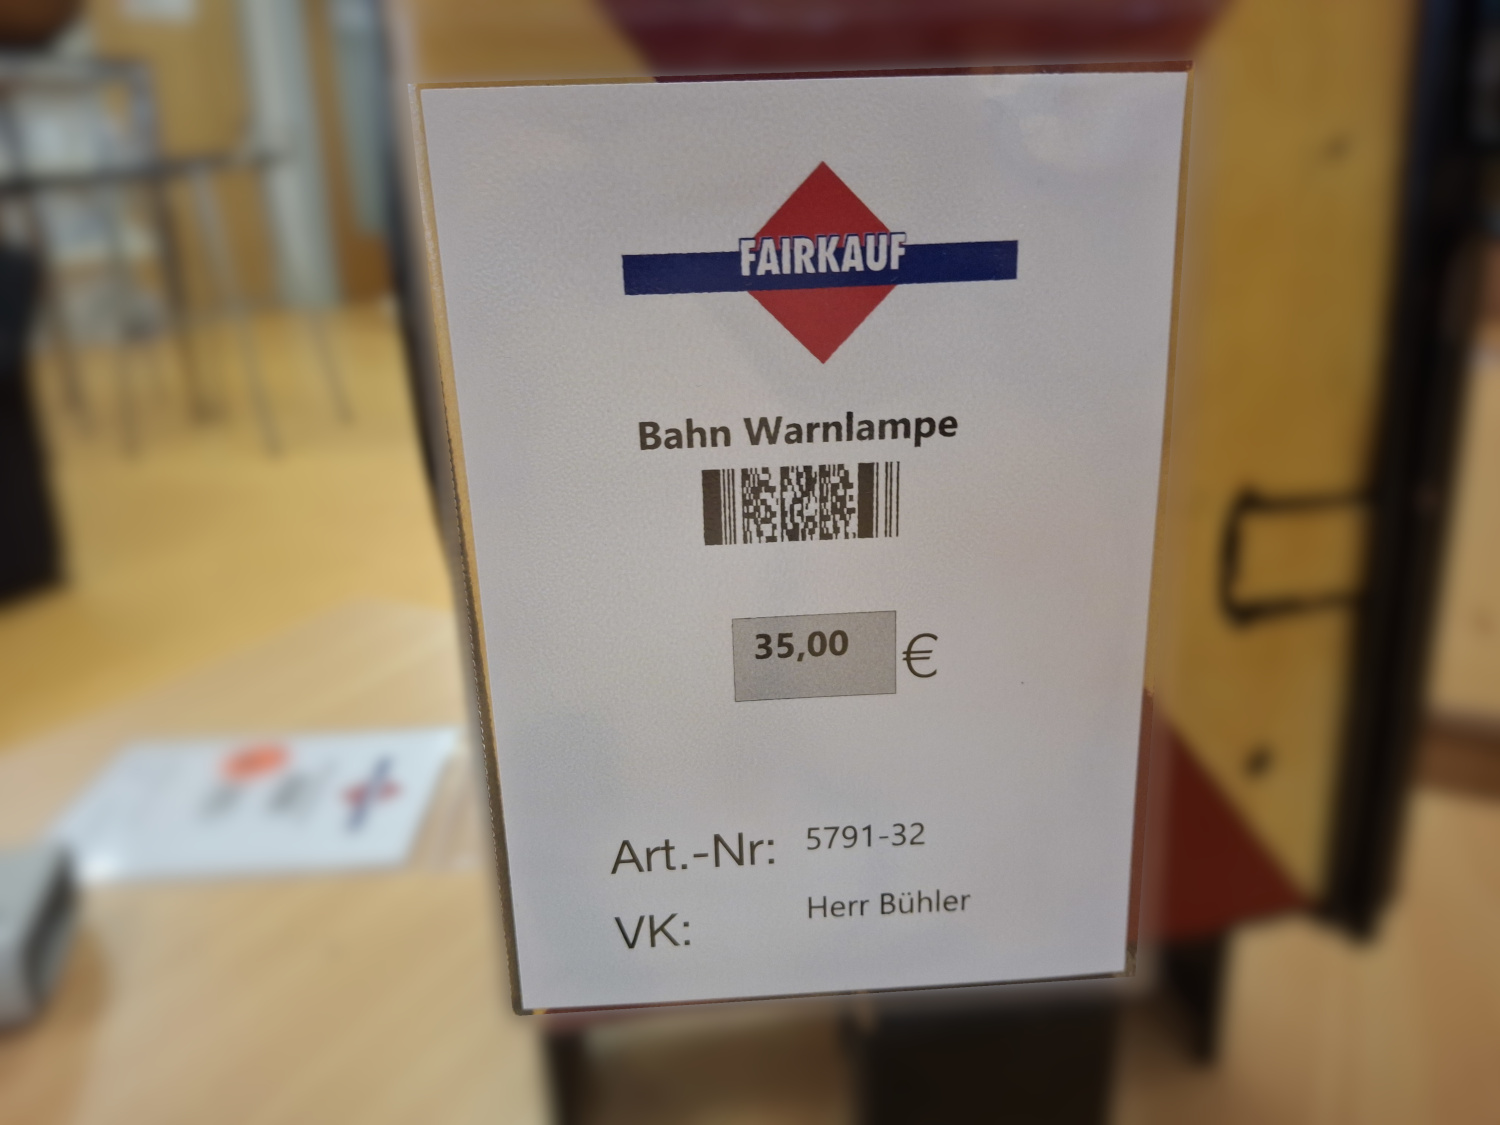 FAIRKAUF
Bahn Warnlampe
35,00 €
Art.-Nr: 5791-32
VK: Herr Bühler